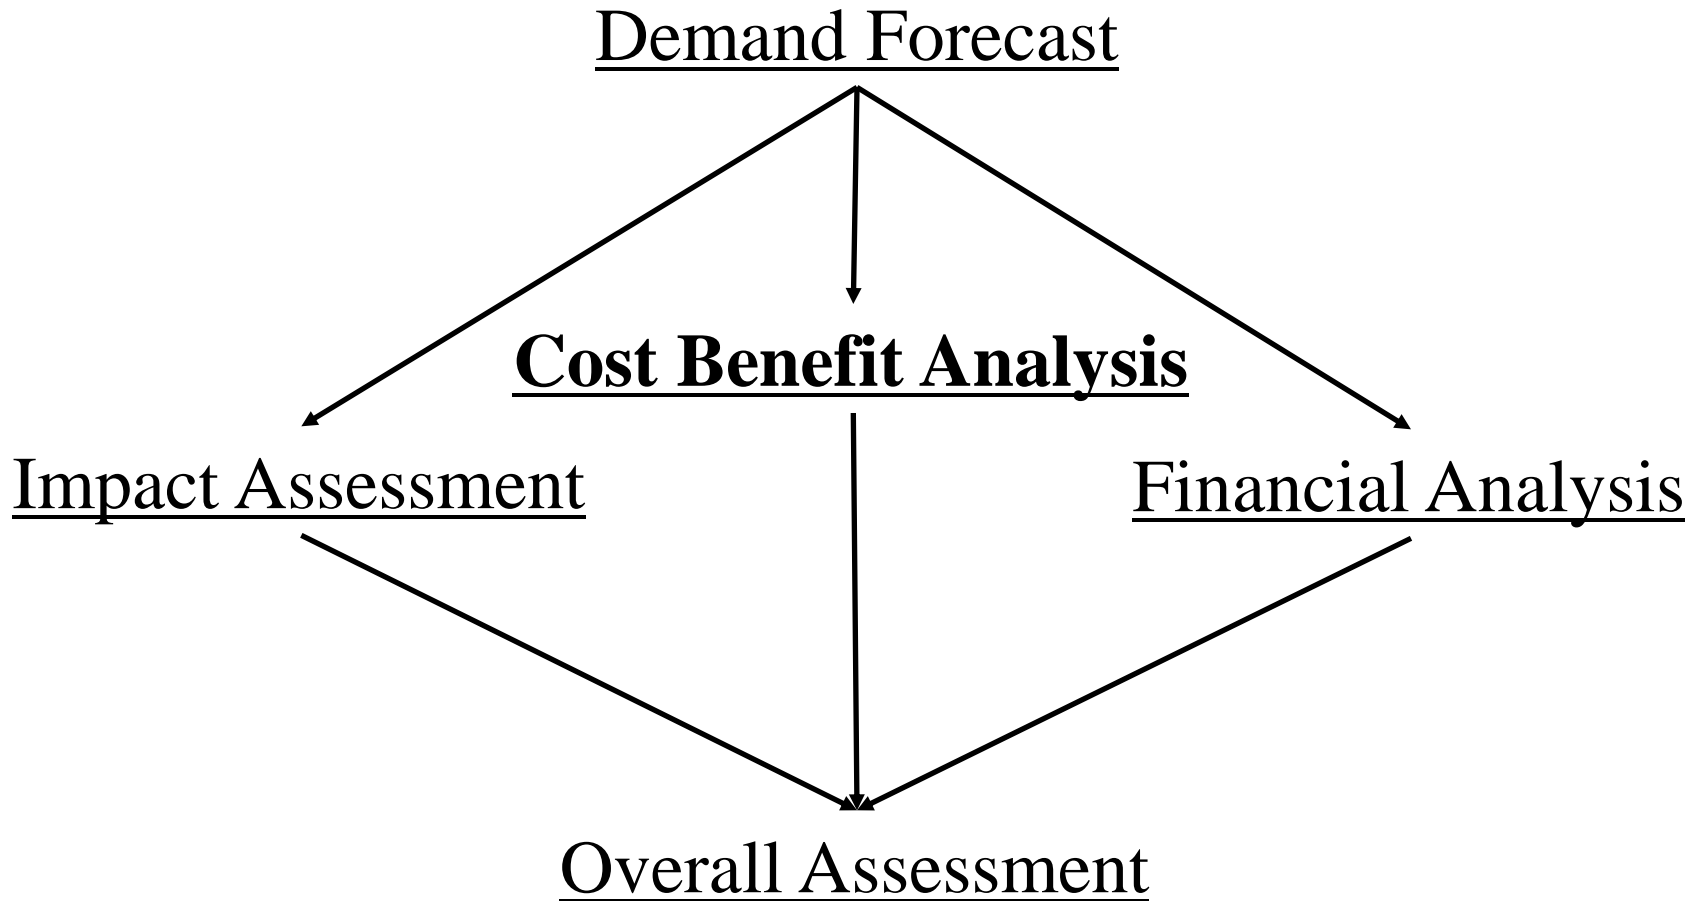 Demand Forecast
Cost Benefit Analysis
Impact Assessment
Financial Analysis
Overall Assessment